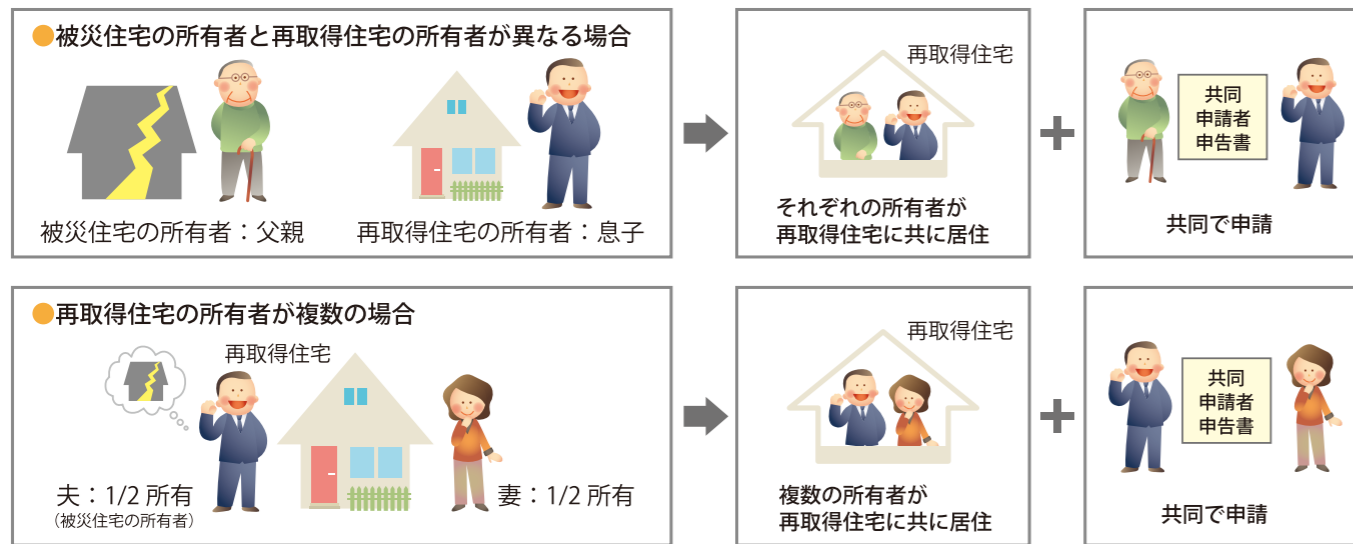 ●被災住宅の所有者と再取得住宅の所有者が異なる場合
被災住宅の所有者：父親
再取得住宅の所有者：息子
再取得住宅
それぞれの所有者が
再取得住宅に共に居住
共同
申請者
申告書
共同で申請
●再取得住宅の所有者が複数の場合
再取得住宅
夫：1/2 所有
（被災住宅の所有者）
妻：1/2 所有
再取得住宅
複数の所有者が
再取得住宅に共に居住
共同
申請者
申告書
共同で申請